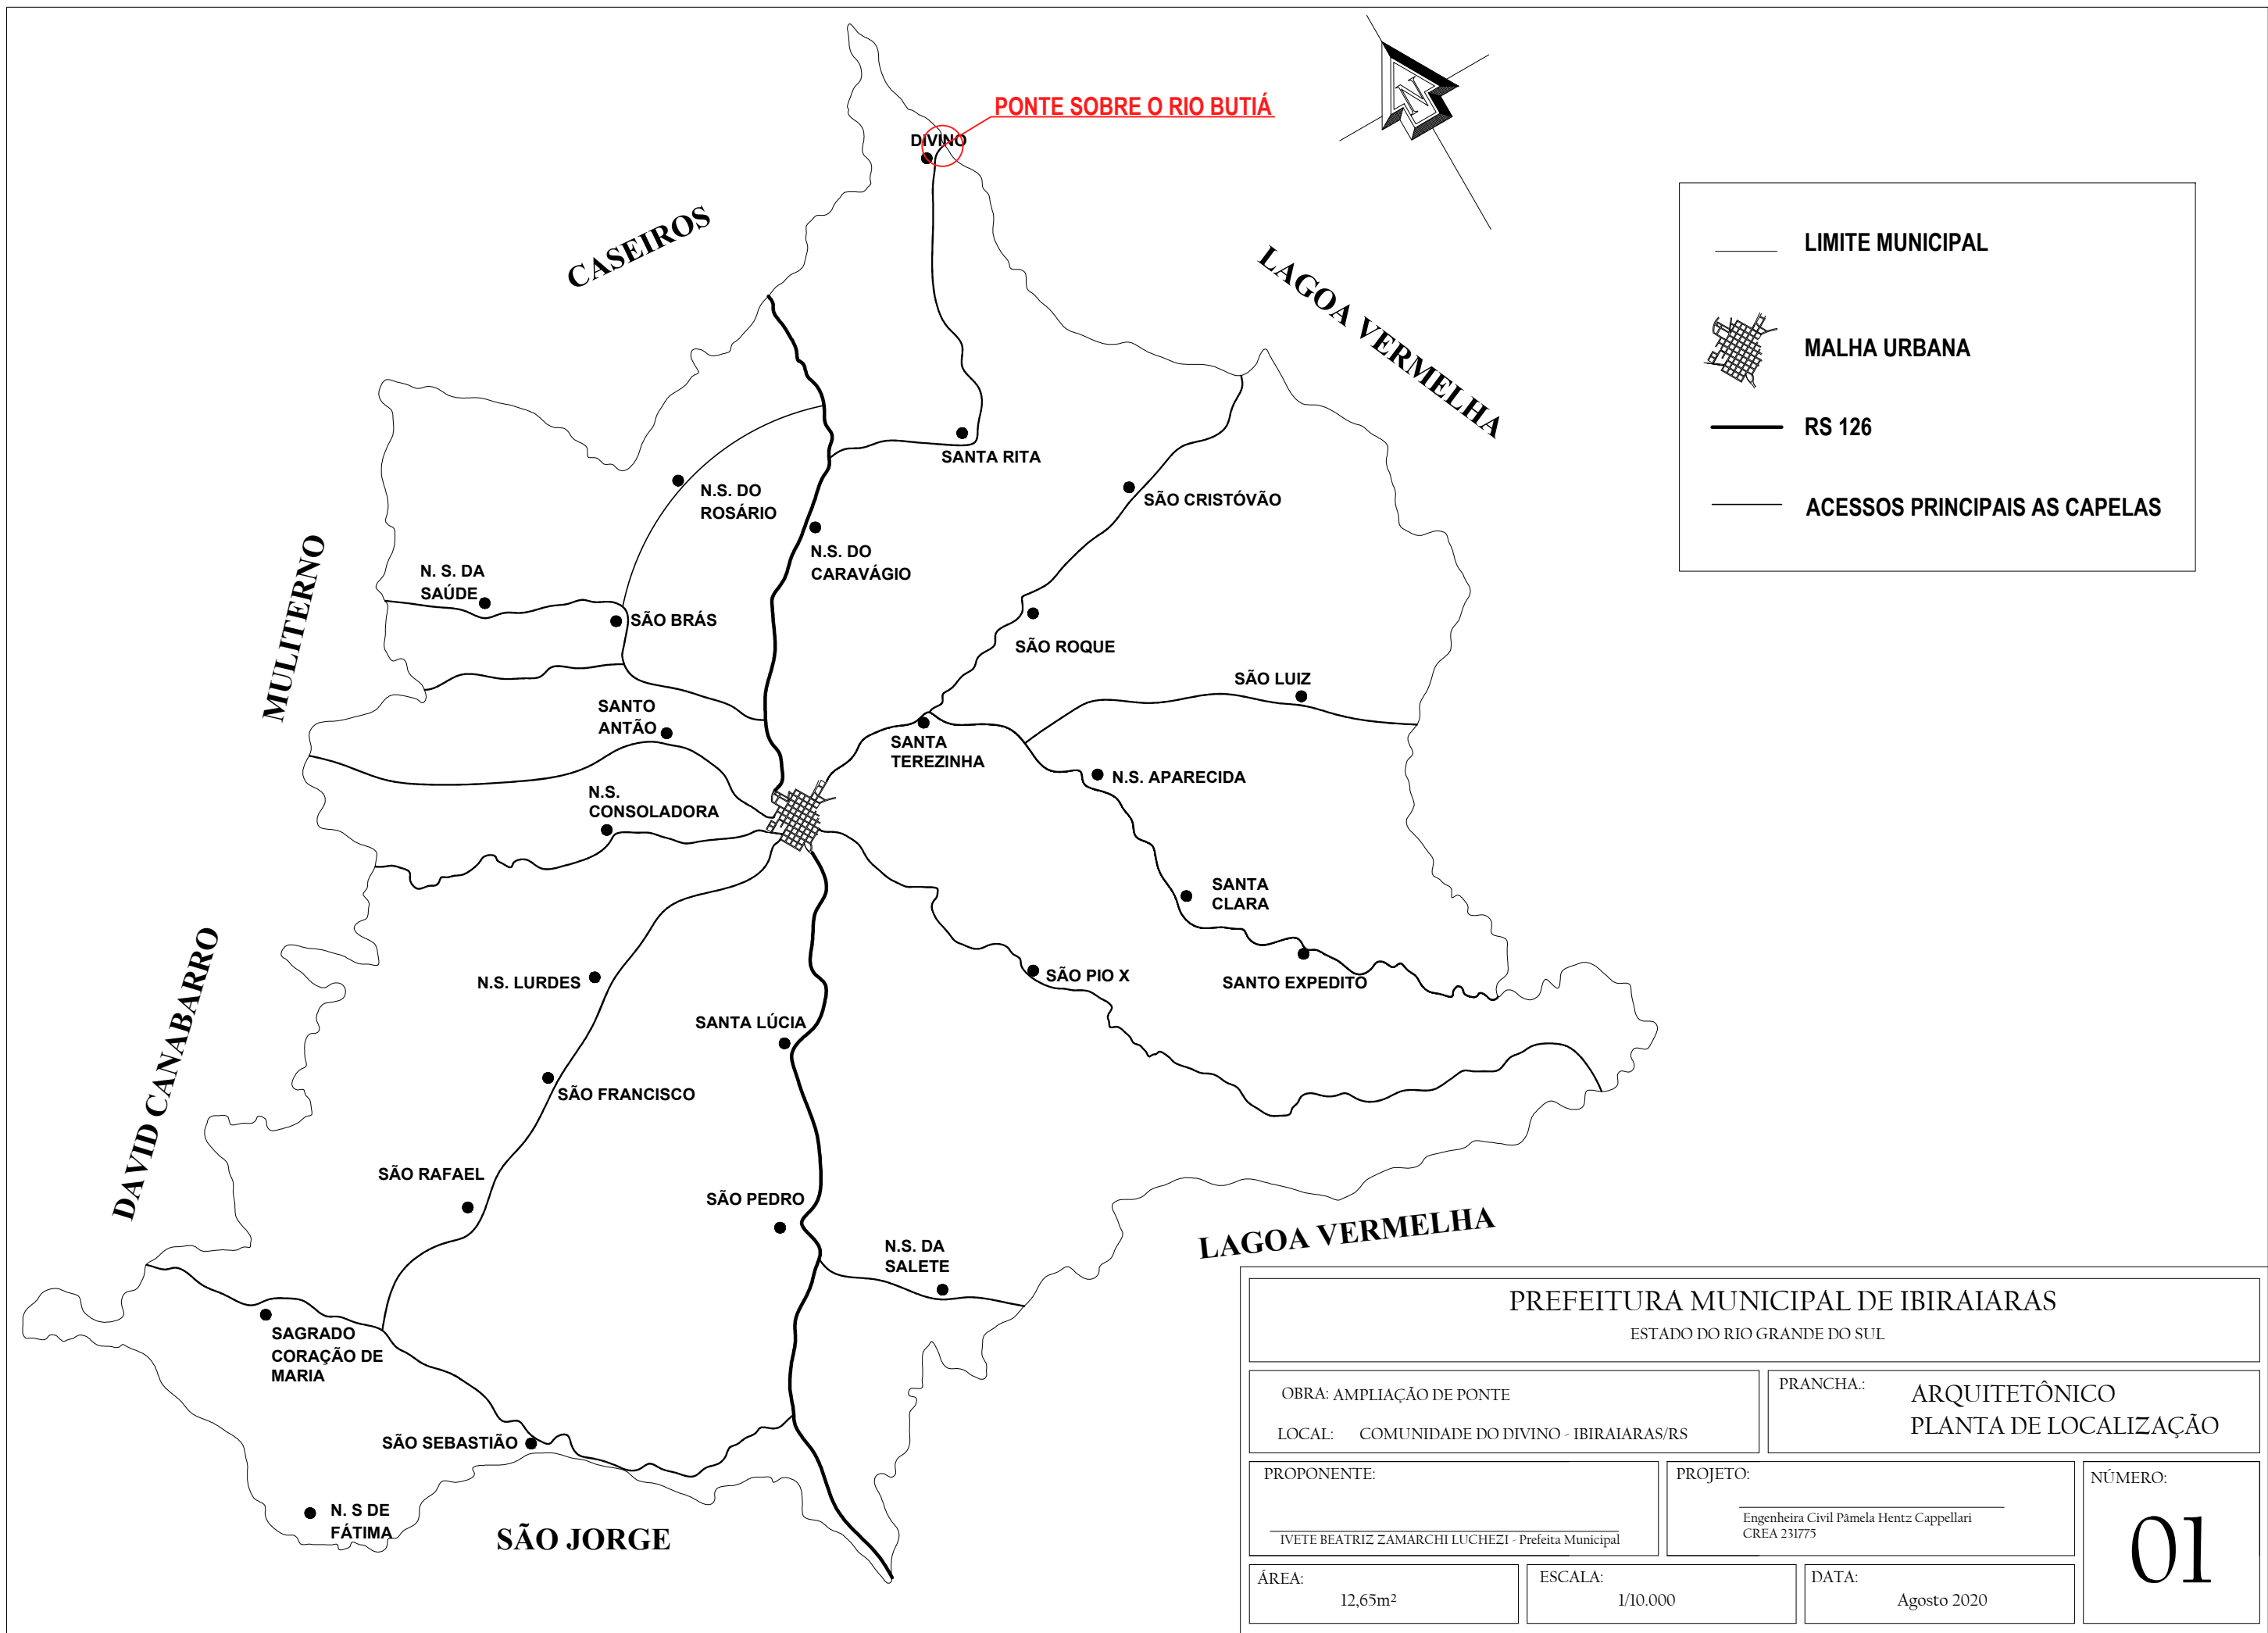 PONTE SOBRE O RIO BUTIÁ
DIVINO
N
CASEIROS
LAGOA VERMELHA
LIMITE MUNICIPAL
MALHA URBANA
RS 126
ACESSOS PRINCIPAIS AS CAPELAS
SANTA RITA
N.S. DO
ROSÁRIO
SÃO CRISTÓVÃO
N.S. DO
CARAVÁGIO
MULITERNO
N. S. DA
SAÚDE
SÃO BRÁS
SÃO ROQUE
SÃO LUIZ
SANTO
ANTÃO
SANTA
TEREZINHA
N.S. APARECIDA
N.S.
CONSOLADORA
SANTA
CLARA
DAVID CANABARRO
N.S. LURDES
SÃO PIO X
SANTO EXPEDITO
SANTA LÚCIA
SÃO FRANCISCO
SÃO RAFAEL
SÃO PEDRO
N.S. DA
SALETE
LAGOA VERMELHA
SAGRADO
CORAÇÃO DE
MARIA
SÃO SEBASTIÃO
N. S DE
FÁTIMA
SÃO JORGE
PREFEITURA MUNICIPAL DE IBIRAIARAS
ESTADO DO RIO GRANDE DO SUL
OBRA: AMPLIAÇÃO DE PONTE
LOCAL: COMUNIDADE DO DIVINO - IBIRAIARAS/RS
PRANCHA.: ARQUITETÔNICO
PLANTA DE LOCALIZAÇÃO
PROPONENTE:
IVETE BEATRIZ ZAMARCHI LUCHEZI - Prefeita Municipal
PROJETO:
Engenheira Civil Pâmela Hentz Cappellari
CREA 231775
NÚMERO:
01
ÁREA:
12,65m²
ESCALA:
1/10.000
DATA:
Agosto 2020